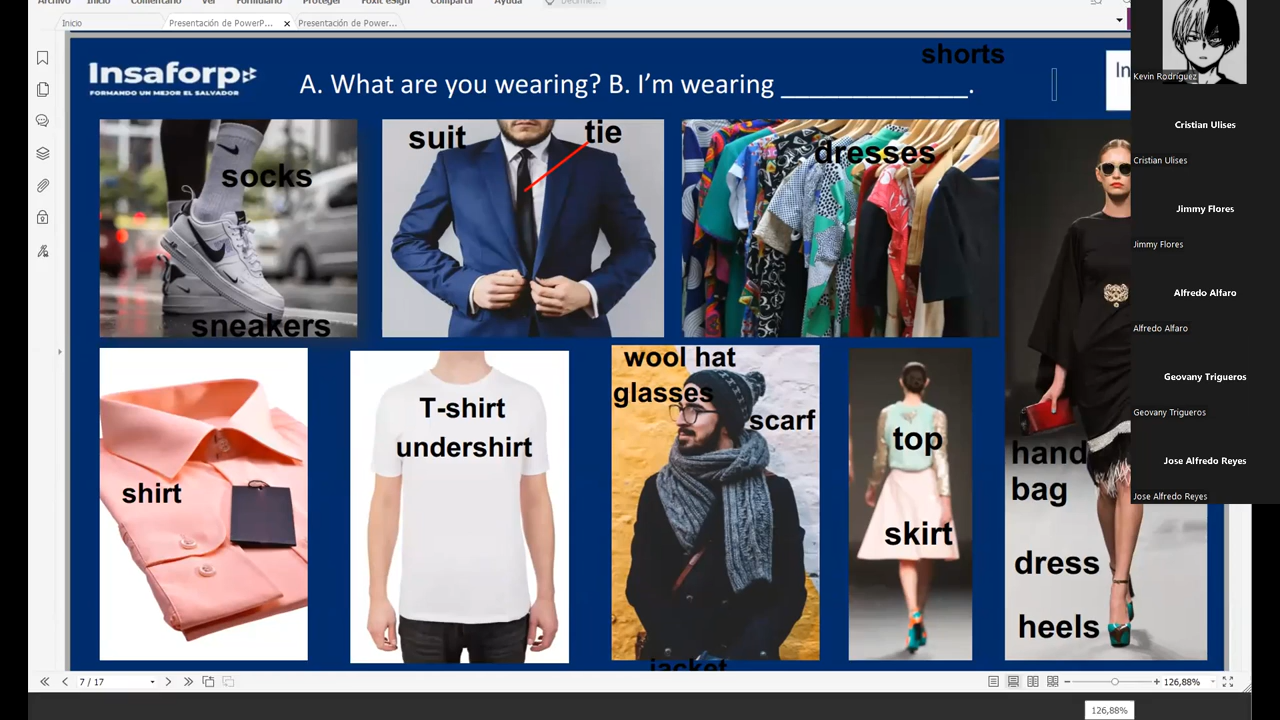 Archivo Inicio Comentario Ver Formulario Proteger Foxit eSign Compartir Ayuda
Inicio Presentación de PowerP... × Presentación de Power...
shorts
Insaforp
FORMANDO UN MEJOR EL SALVADOR
A. What are you wearing? B. I'm wearing ______________.
In
socks
sneakers
suit
tie
dresses
shirt
T-shirt
undershirt
wool hat
glasses
scarf
jacket
top
skirt
hand
bag
dress
heels
Kevin Rodríguez
Cristian Ulises
Cristian Ulises
Jimmy Flores
Jimmy Flores
Alfredo Alfaro
Alfredo Alfaro
Geovany Trigueros
Geovany Trigueros
Jose Alfredo Reyes
Jose Alfredo Reyes
7 / 17
126,88%
126,88%